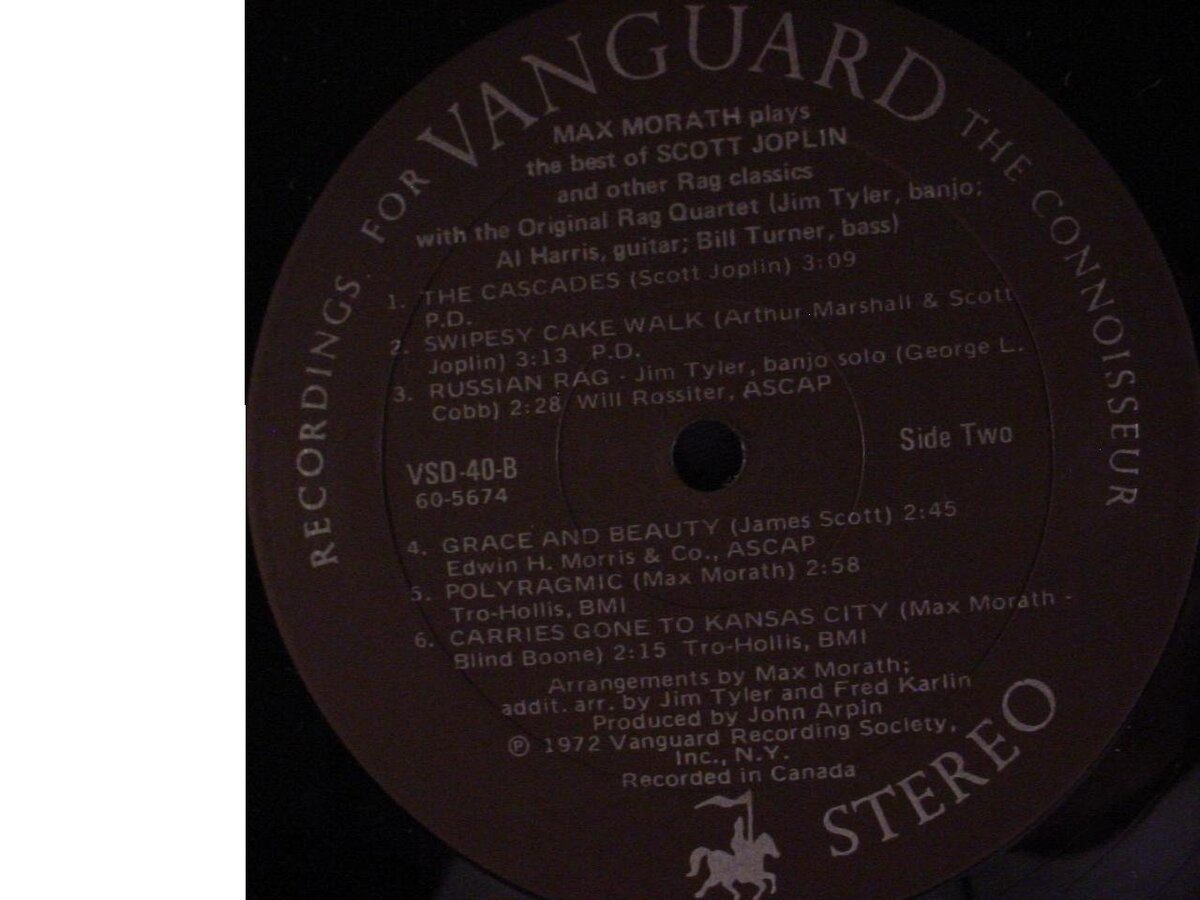 RECORDINGS FOR VANGUARD THE CONNOISSEUR
MAX MORATH plays
the best of SCOTT JOPLIN
and other Rag classics
with the Original Rag Quartet (Jim Tyler, banjo;
Al Harris, guitar; Bill Turner, bass)
1. THE CASCADES (Scott Joplin) 3:09
P.D.
2. SWIPESY CAKE WALK (Arthur Marshall & Scott
Joplin) 3:13 P.D.
3. RUSSIAN RAG - Jim Tyler, banjo solo (George L.
Cobb) 2:28 Will Rossiter, ASCAP
Side Two
VSD-40-B
60-5674
4. GRACE AND BEAUTY (James Scott) 2:45
Edwin H. Morris & Co., ASCAP
5. POLYRAGMIC (Max Morath) 2:58
Tro-Hollis, BMI
6. CARRIES GONE TO KANSAS CITY (Max Morath -
Blind Boone) 2:15 Tro-Hollis, BMI
Arrangements by Max Morath;
addit. arr. by Jim Tyler and Fred Karlin
Produced by John Arpin
℗ 1972 Vanguard Recording Society,
Inc., N.Y.
Recorded in Canada
STEREO